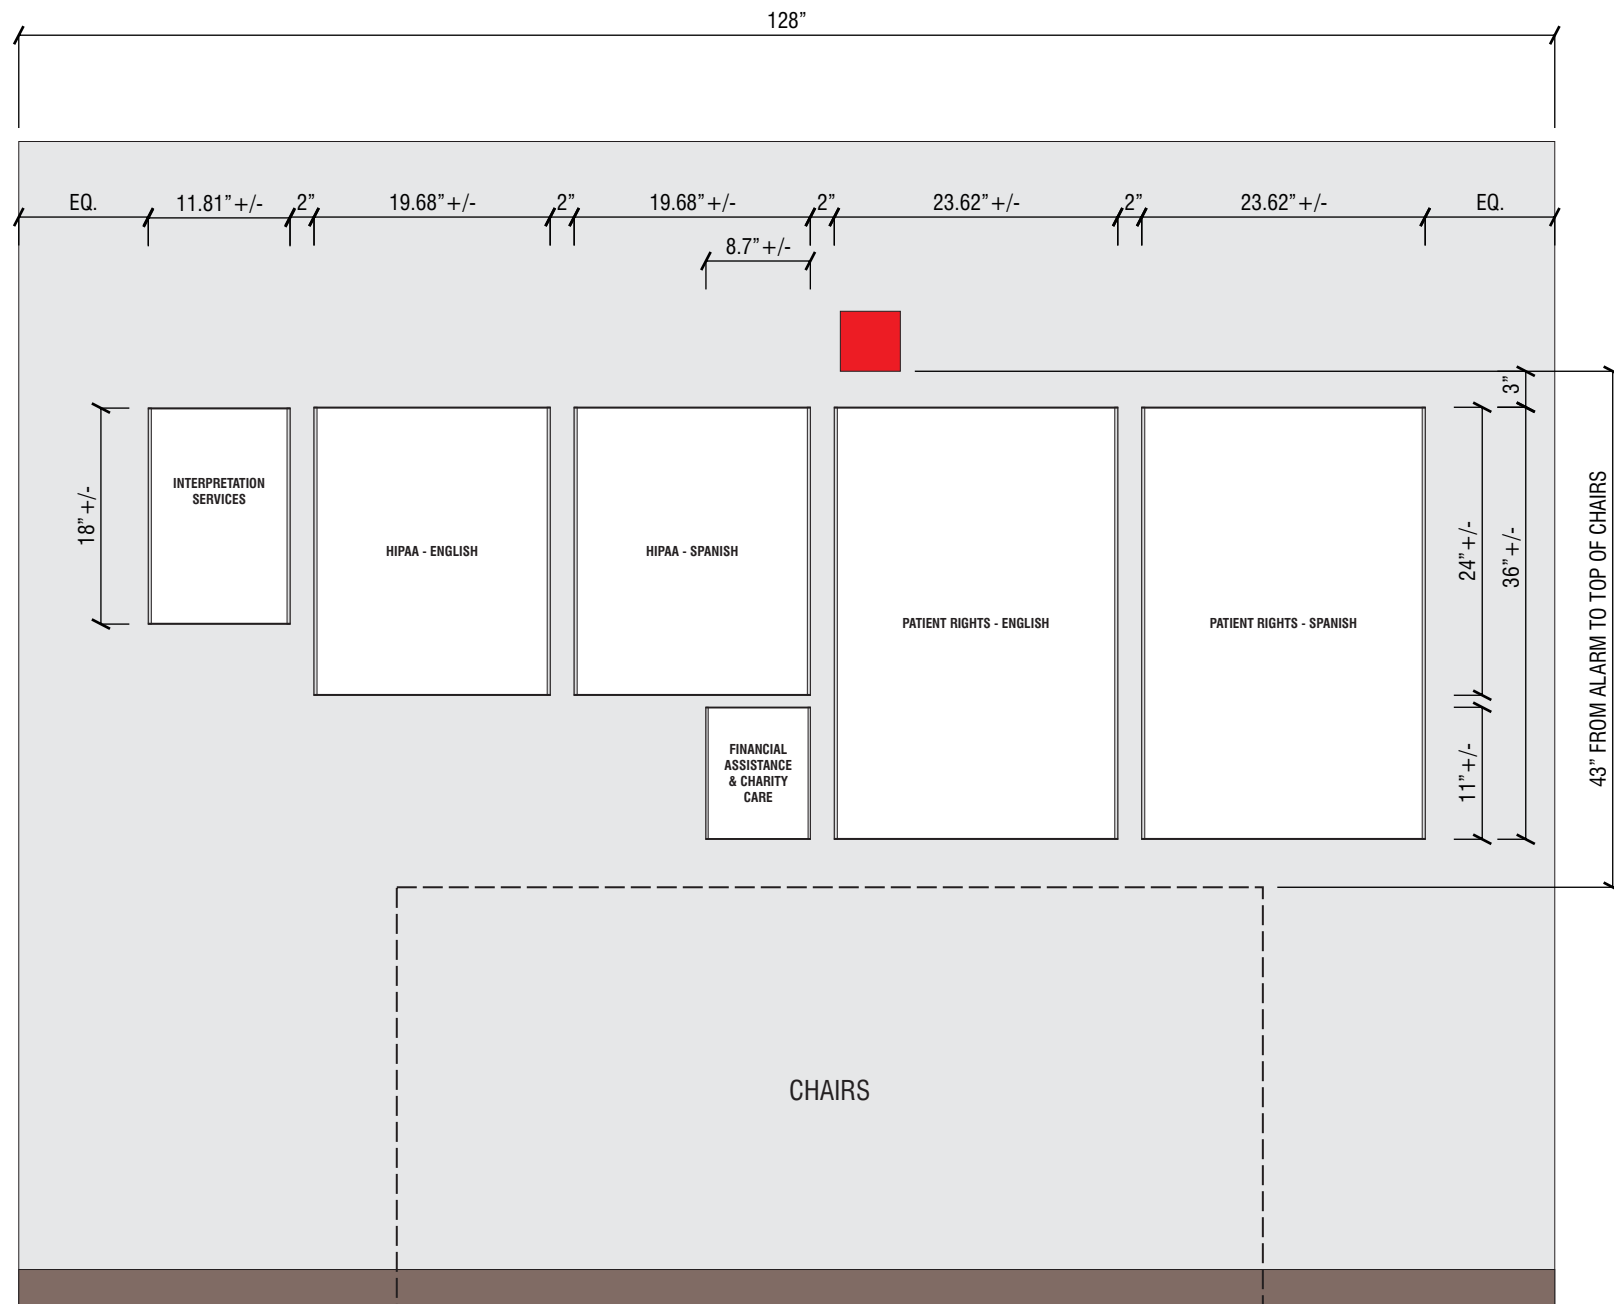 128”
EQ.
11.81” +/-
2”
19.68” +/-
2”
19.68” +/-
2”
23.62” +/-
2”
23.62” +/-
EQ.
8.7” +/-
3”
18” +/-
INTERPRETATION
SERVICES
HIPAA - ENGLISH
HIPAA - SPANISH
PATIENT RIGHTS - ENGLISH
PATIENT RIGHTS - SPANISH
24” +/-
36” +/-
43” FROM ALARM TO TOP OF CHAIRS
FINANCIAL
ASSISTANCE
& CHARITY
CARE
11” +/-
CHAIRS